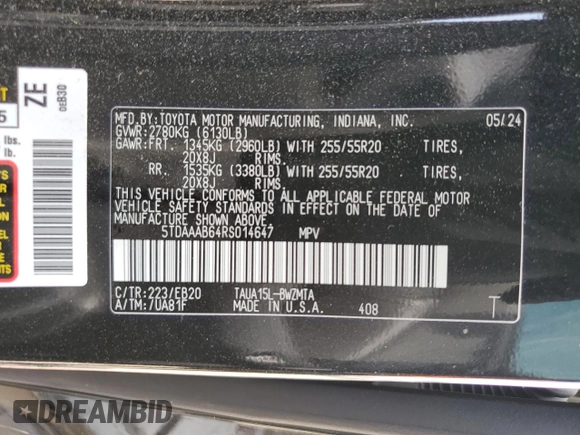 T
5
lbs.
lb.
ZE
0EB30
MFD.BY:TOYOTA MOTOR MANUFACTURING, INDIANA, INC. 05/24
GVWR:2780KG (6130LB)
GAWR:FRT. 1345KG (2960LB) WITH 255/55R20 TIRES,
20X8J RIMS.
RR. 1535KG (3380LB) WITH 255/55R20 TIRES,
20X8J RIMS.
THIS VEHICLE CONFORMS TO ALL APPLICABLE FEDERAL MOTOR
VEHICLE SAFETY STANDARDS IN EFFECT ON THE DATE OF
MANUFACTURE SHOWN ABOVE.
5TDAAAB64RS014647 MPV
C/TR:223/EB20 TAUA15L-BWZMTA
A/TM:/UA81F MADE IN U.S.A. 408 T
DREAMBID